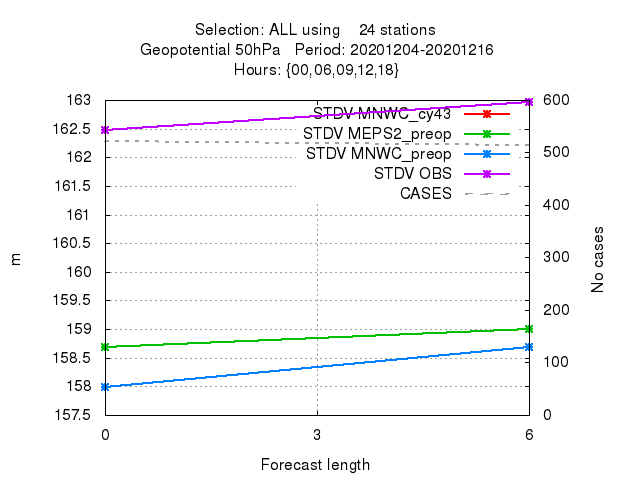 Selection: ALL using 24 stations
Geopotential 50hPa Period: 20201204-20201216
Hours: {00,06,09,12,18}
163
162.5
162
161.5
161
160.5
160
159.5
159
158.5
158
157.5
m
STDV MNWC_cy43
STDV MEPS2_preop
STDV MNWC_preop
STDV OBS
CASES
600
500
400
300
200
100
0
No cases
0 3 6
Forecast length